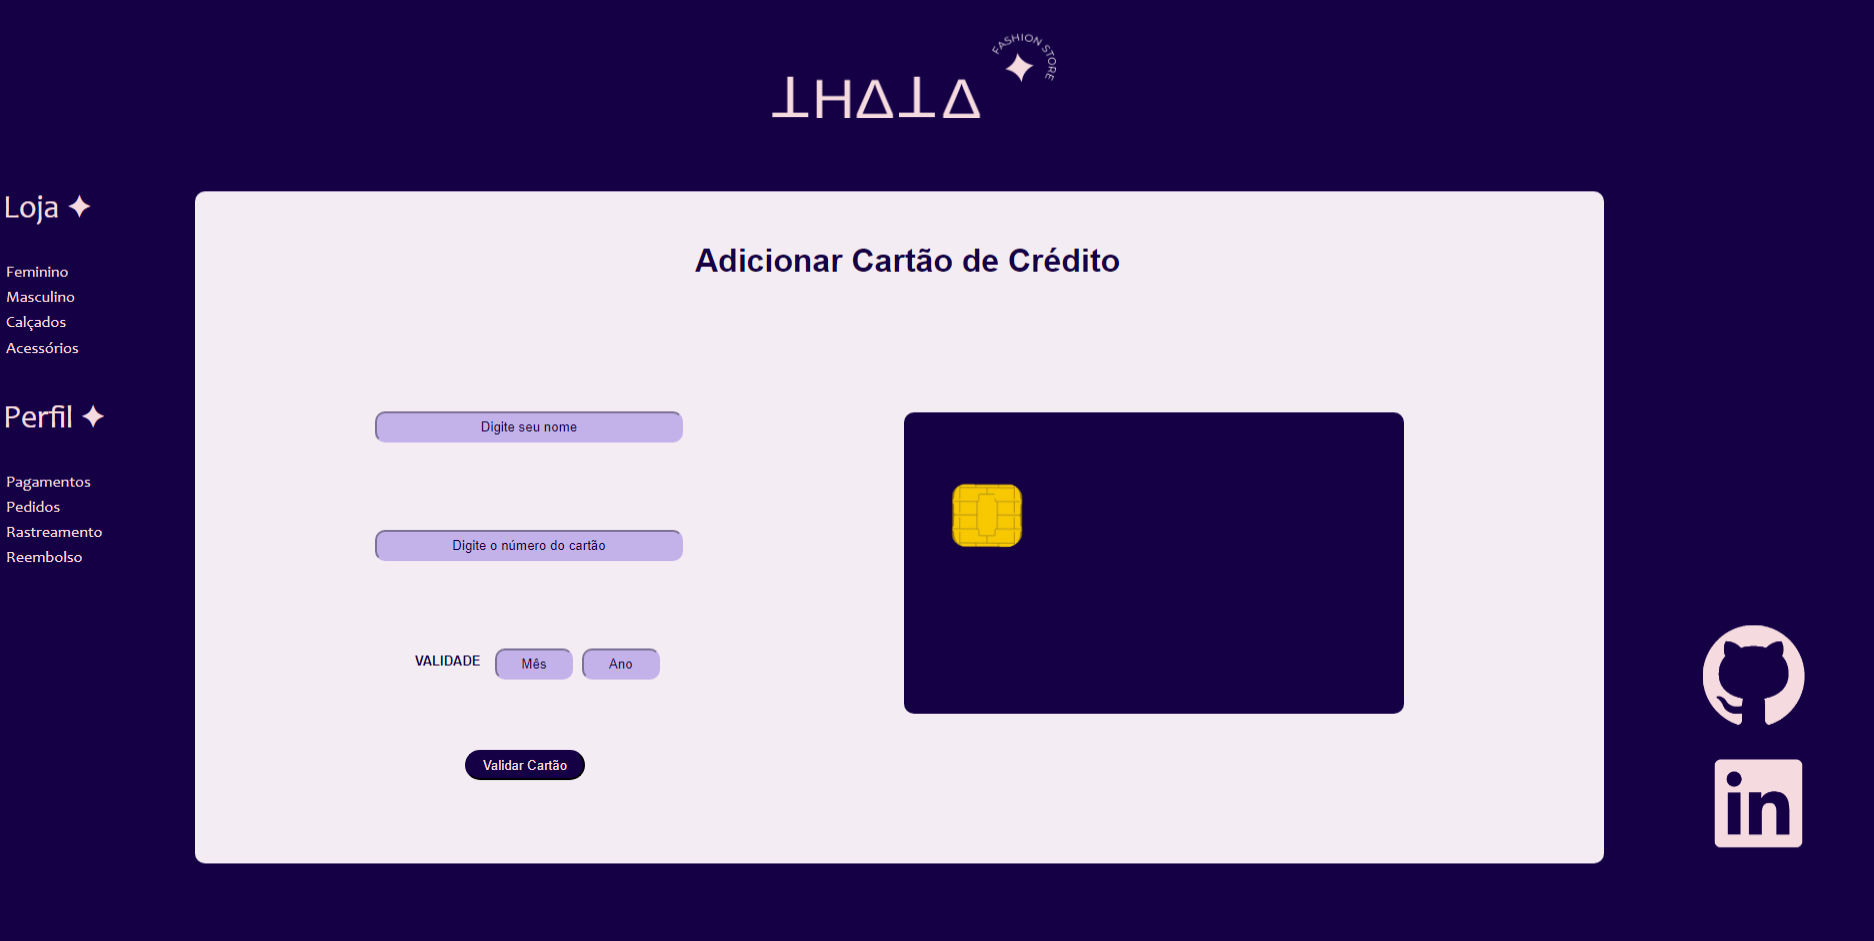 THATA
FASHION STORE
Loja
Feminino
Masculino
Calçados
Acessórios
Perfil
Pagamentos
Pedidos
Rastreamento
Reembolso
Adicionar Cartão de Crédito
Digite seu nome
Digite o número do cartão
VALIDADE Mês Ano
Validar Cartão
in